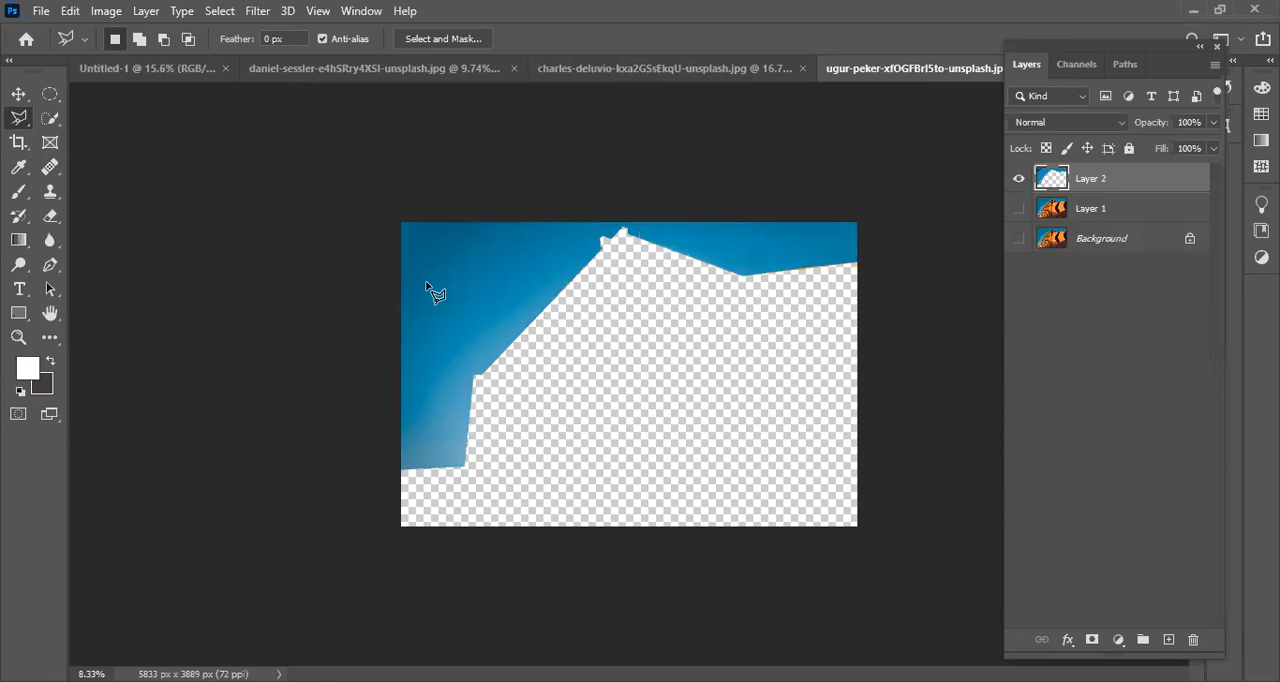 Ps File Edit Image Layer Type Select Filter 3D View Window Help
Feather: 0 px Anti-alias Select and Mask...
Untitled-1 @ 15.6% (RGB/... × daniel-sessler-e4hSRry4XSI-unsplash.jpg @ 9.74%... × charles-deluvio-kxa2GSsEkqU-unsplash.jpg @ 16.7... × ugur-peker-xfOGFBrI5to-unsplash.jp
Layers Channels Paths
Kind
Normal Opacity: 100%
Lock: Fill: 100%
Layer 2
Layer 1
Background
fx
8.33% 5833 px x 3889 px (72 ppi)